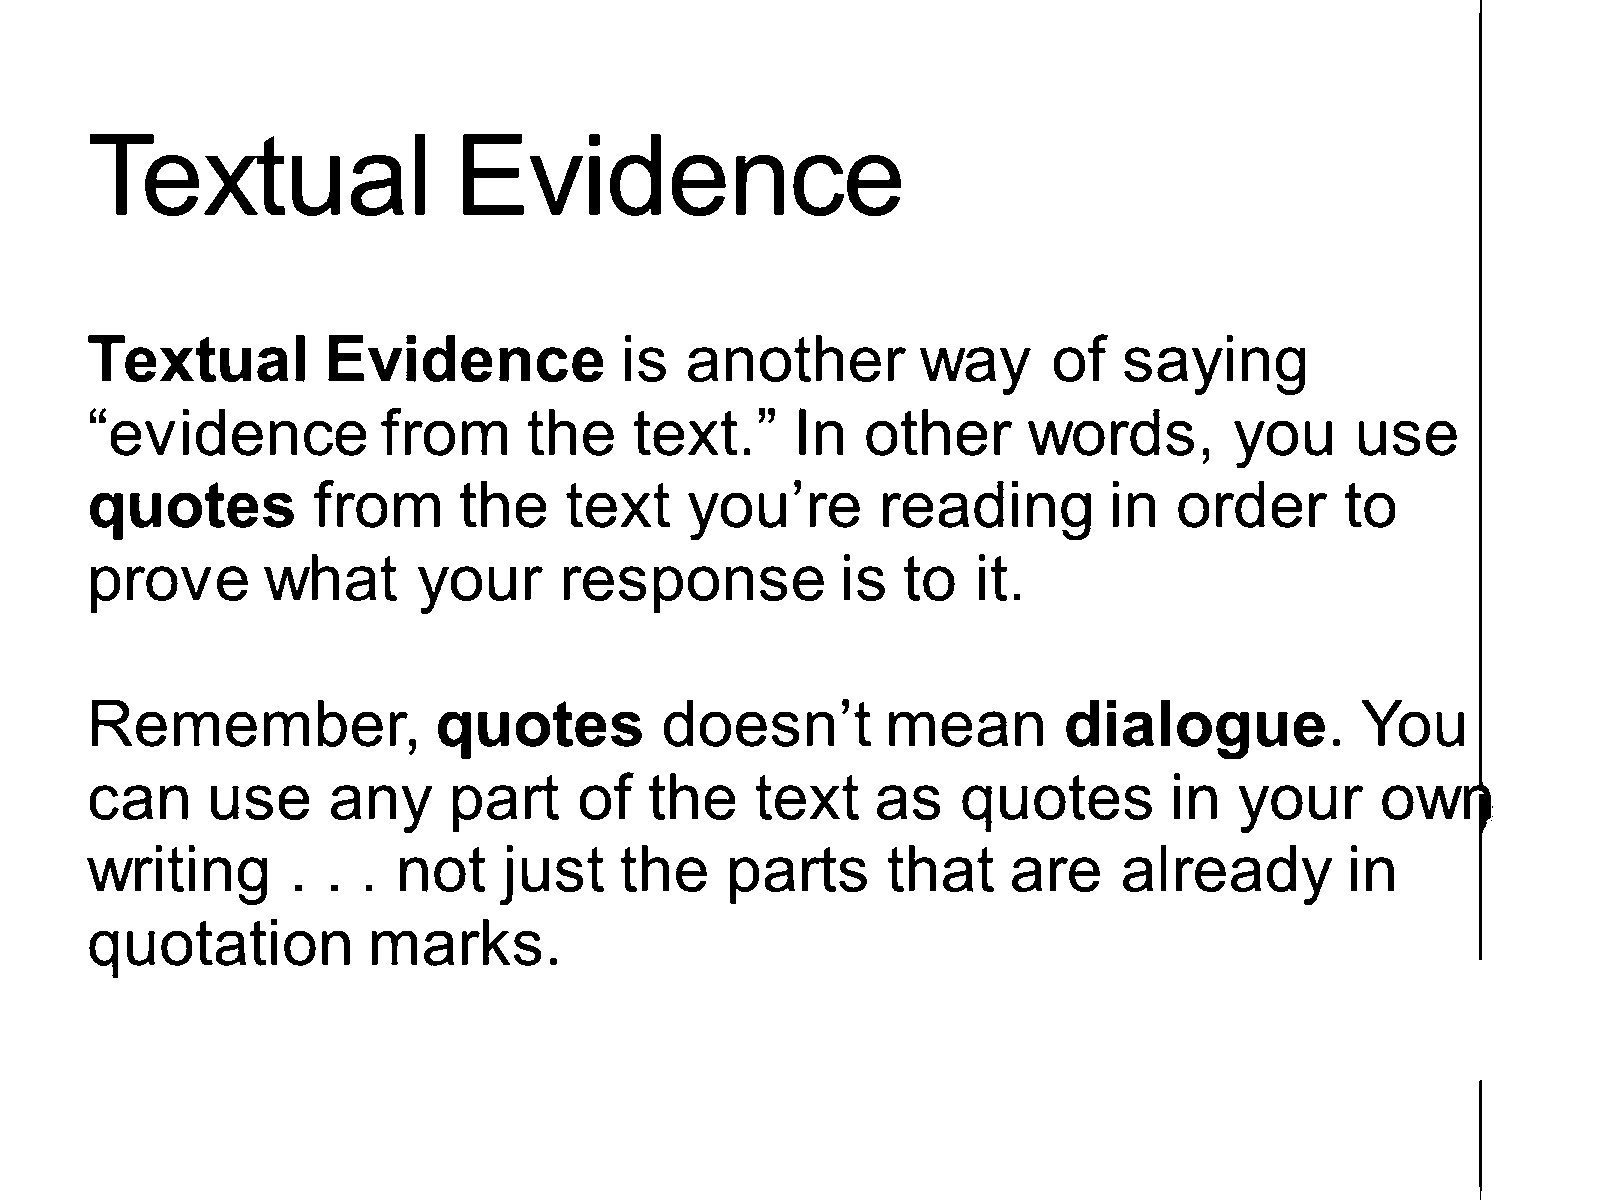 Textual Evidence
Textual Evidence is another way of saying
“evidence from the text.” In other words, you use
quotes from the text you’re reading in order to
prove what your response is to it.
Remember, quotes doesn’t mean dialogue. You
can use any part of the text as quotes in your own
writing . . . not just the parts that are already in
quotation marks.